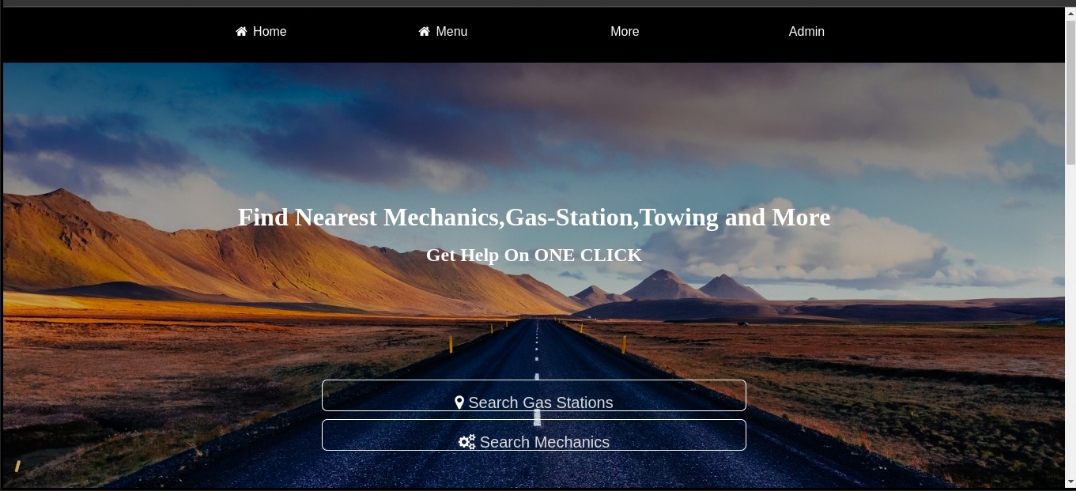 Home Menu More Admin
Find Nearest Mechanics,Gas-Station,Towing and More
Get Help On ONE CLICK
Search Gas Stations
Search Mechanics